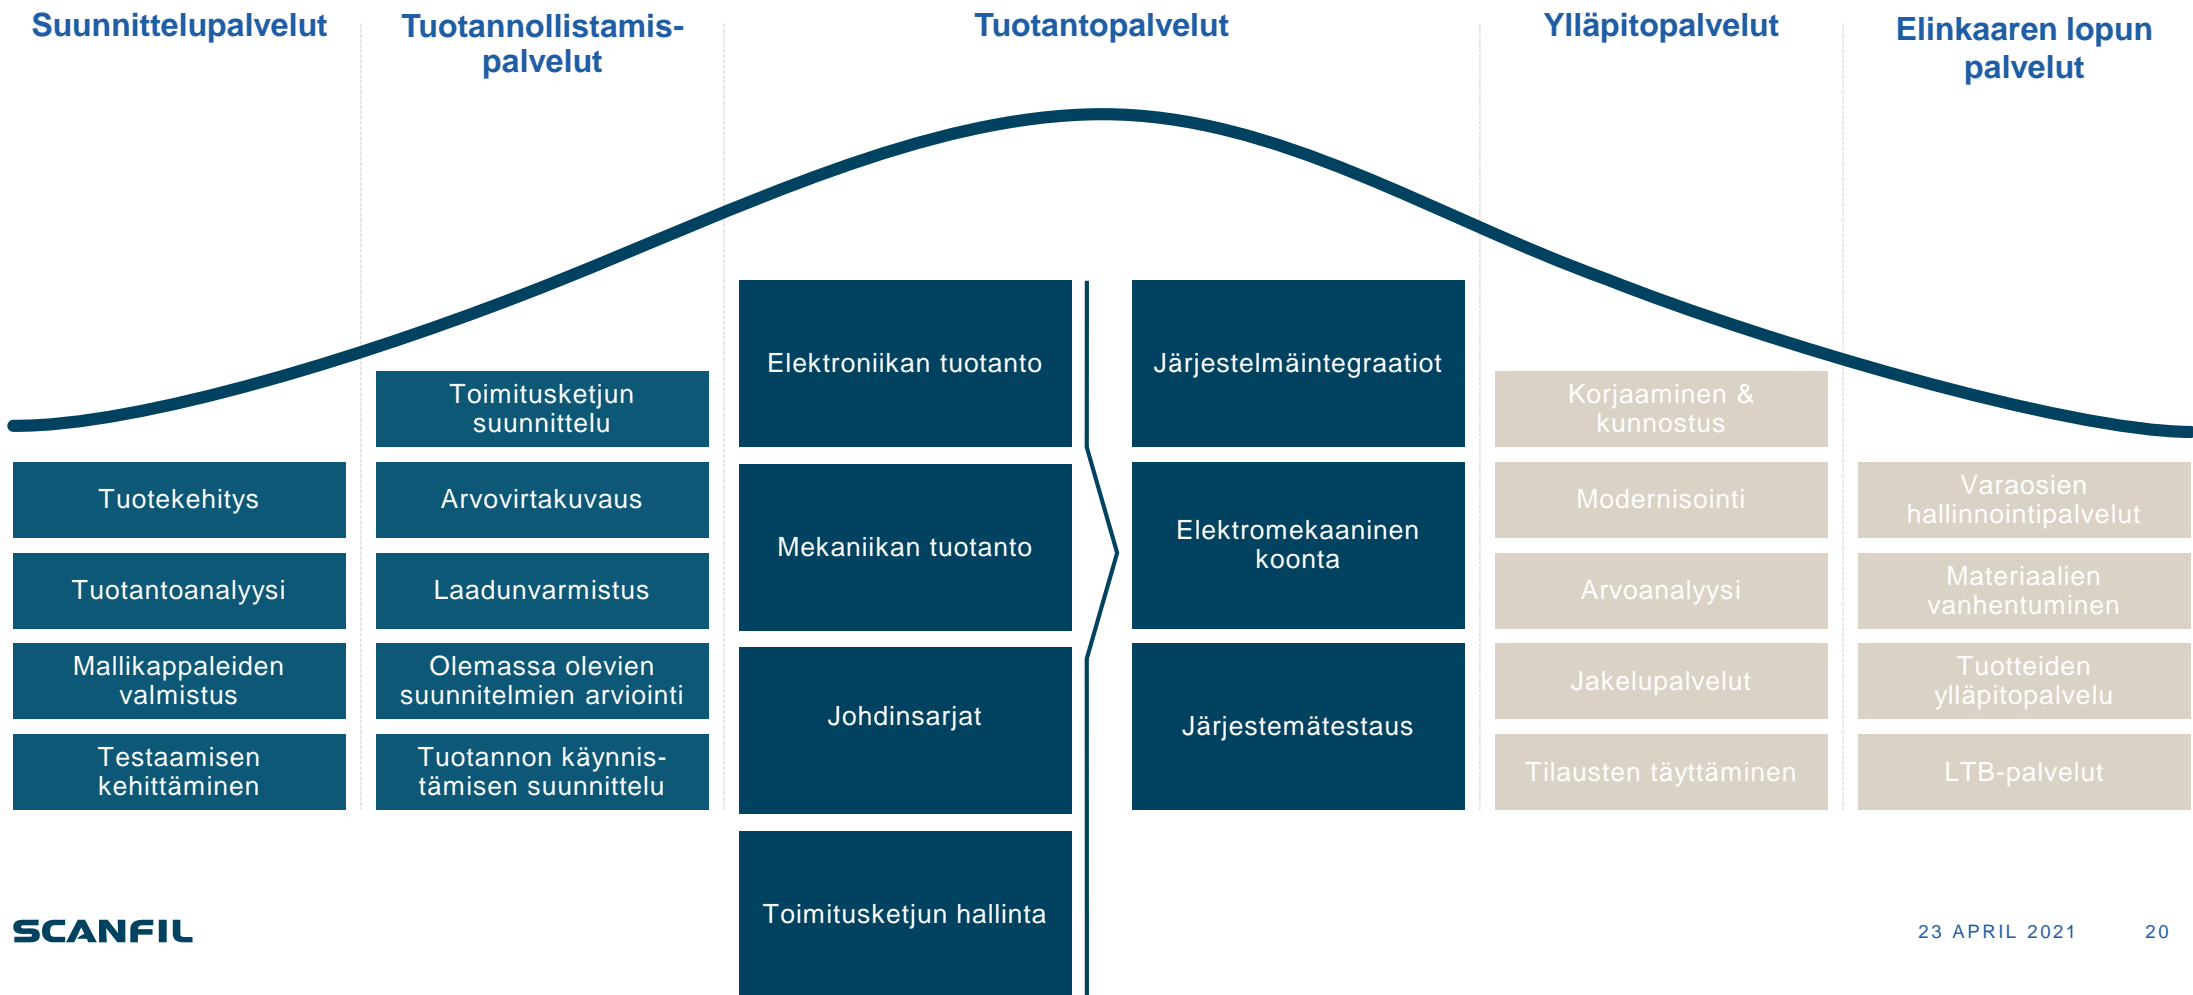 Suunnittelupalvelut
Tuotannollistamis-
palvelut
Tuotantopalvelut
Ylläpitopalvelut
Elinkaaren lopun
palvelut
Tuotekehitys
Tuotantoanalyysi
Mallikappaleiden
valmistus
Testaamisen
kehittäminen
Toimitusketjun
suunnittelu
Arvovirtakuvaus
Laadunvarmistus
Olemassa olevien
suunnitelmien arviointi
Tuotannon käynnis-
tämisen suunnittelu
Elektroniikan tuotanto
Mekaniikan tuotanto
Johdinsarjat
Toimitusketjun hallinta
Järjestelmäintegraatiot
Elektromekaaninen
koonta
Järjestemätestaus
Korjaaminen &
kunnostus
Modernisointi
Arvoanalyysi
Jakelupalvelut
Tilausten täyttäminen
Varaosien
hallinnointipalvelut
Materiaalien
vanhentuminen
Tuotteiden
ylläpitopalvelu
LTB-palvelut
SCANFIL
23 APRIL 2021
20